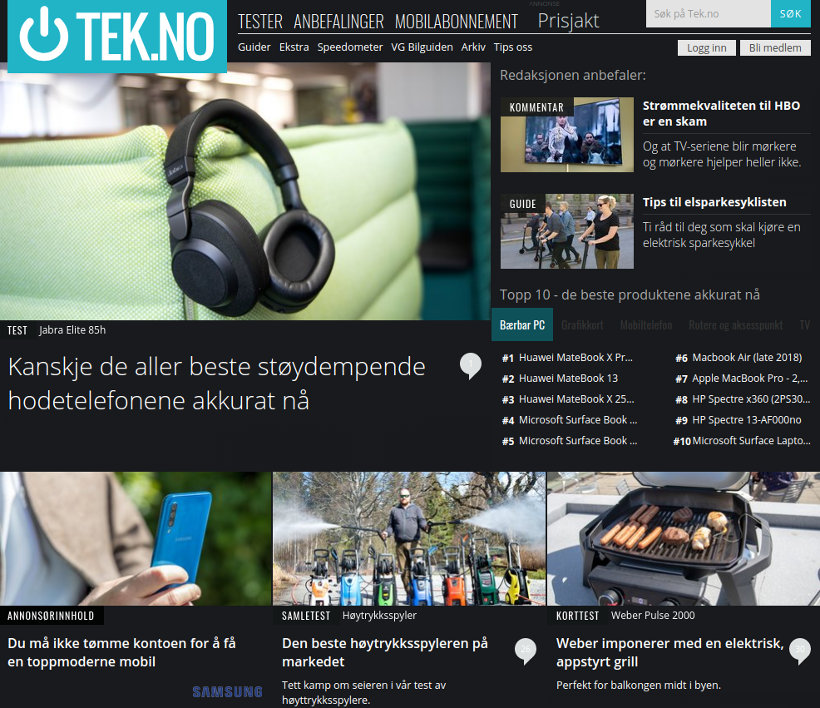 TEK.NO
TESTER ANBEFALINGER MOBILABONNEMENT
ANNONSE
Prisjakt
Søk på Tek.no
SØK
Guider Ekstra Speedometer VG Bilguiden Arkiv Tips oss
Logg inn Bli medlem
TEST Jabra Elite 85h
Kanskje de aller beste støydempende
hodetelefonene akkurat nå
Redaksjonen anbefaler:
KOMMENTAR
Strømmekvaliteten til HBO
er en skam
Og at TV-seriene blir mørkere
og mørkere hjelper heller ikke.
GUIDE
Tips til elsparkesyklisten
Ti råd til deg som skal kjøre en
elektrisk sparkesykkel
Topp 10 - de beste produktene akkurat nå
Bærbar PC Grafikkort Mobiltelefon Rutere og aksesspunkt TV
#1 Huawei MateBook X Pr...
#2 Huawei MateBook 13
#3 Huawei MateBook X 25...
#4 Microsoft Surface Book ...
#5 Microsoft Surface Book ...
#6 Macbook Air (late 2018)
#7 Apple MacBook Pro - 2,...
#8 HP Spectre x360 (2PS30...
#9 HP Spectre 13-AF000no
#10 Microsoft Surface Lapto...
ANNONSØRINNHOLD
Du må ikke tømme kontoen for å få
en toppmoderne mobil
SAMSUNG
SAMLETEST Høytrykksspyler
Den beste høytrykksspyleren på
markedet
26
Tett kamp om seieren i vår test av
høyttrykksspylere.
KORTTEST Weber Pulse 2000
Weber imponerer med en elektrisk,
appstyrt grill
30
Perfekt for balkongen midt i byen.